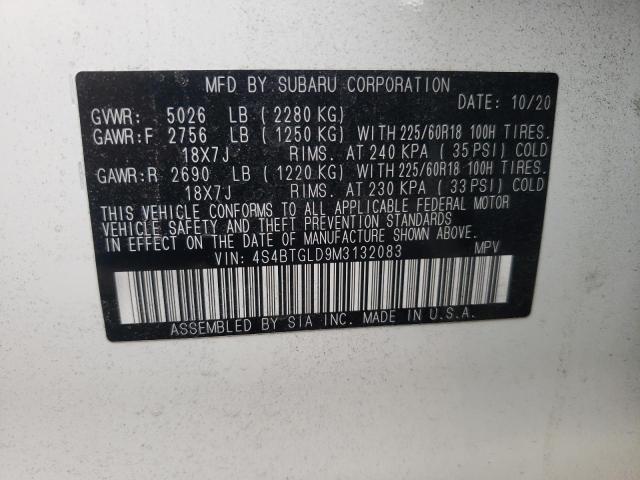 MFD BY SUBARU CORPORATION
DATE: 10/20
GVWR: 5026 LB ( 2280 KG)
GAWR:F 2756 LB ( 1250 KG) WITH 225/60R18 100H TIRES.
18X7J RIMS. AT 240 KPA ( 35 PSI) COLD
GAWR:R 2690 LB ( 1220 KG) WITH 225/60R18 100H TIRES.
18X7J RIMS. AT 230 KPA ( 33 PSI) COLD
THIS VEHICLE CONFORMS TO ALL APPLICABLE FEDERAL MOTOR
VEHICLE SAFETY AND THEFT PREVENTION STANDARDS
IN EFFECT ON THE DATE OF MANUFACTURE SHOWN ABOVE.
VIN: 4S4BTGLD9M3132083 MPV
ASSEMBLED BY SIA INC. MADE IN U.S.A.